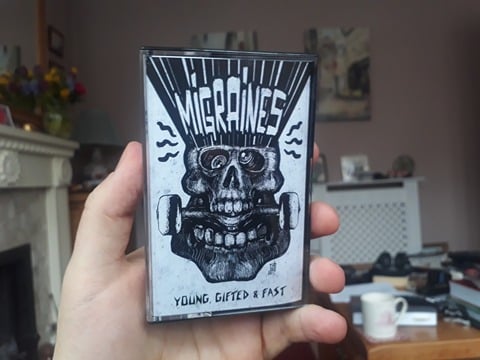 MIGRAINES
YOUNG, GIFTED & FAST